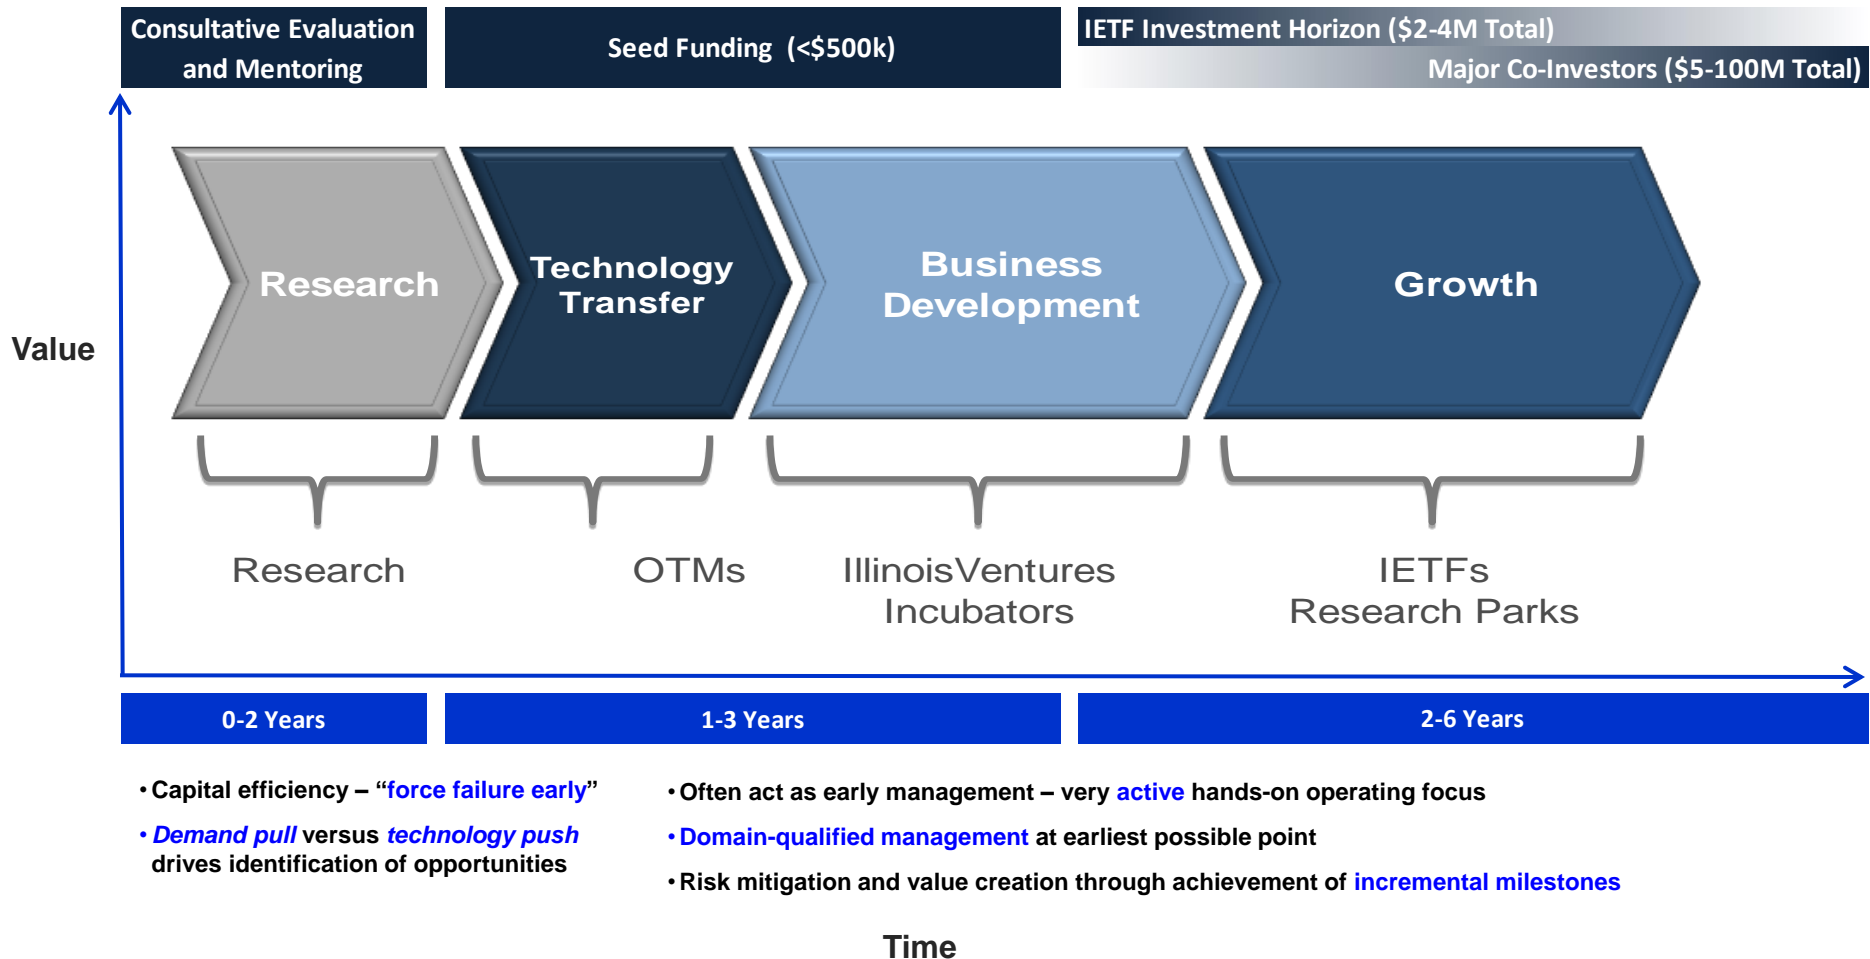 Consultative Evaluation
and Mentoring
Seed Funding (<$500k)
IETF Investment Horizon ($2-4M Total)
Major Co-Investors ($5-100M Total)
Value
Research
Technology
Transfer
Business
Development
Growth
Research
OTMs
IllinoisVentures
Incubators
IETFs
Research Parks
0-2 Years
1-3 Years
2-6 Years
• Capital efficiency – “force failure early”
• Demand pull versus technology push
drives identification of opportunities
• Often act as early management – very active hands-on operating focus
• Domain-qualified management at earliest possible point
• Risk mitigation and value creation through achievement of incremental milestones
Time